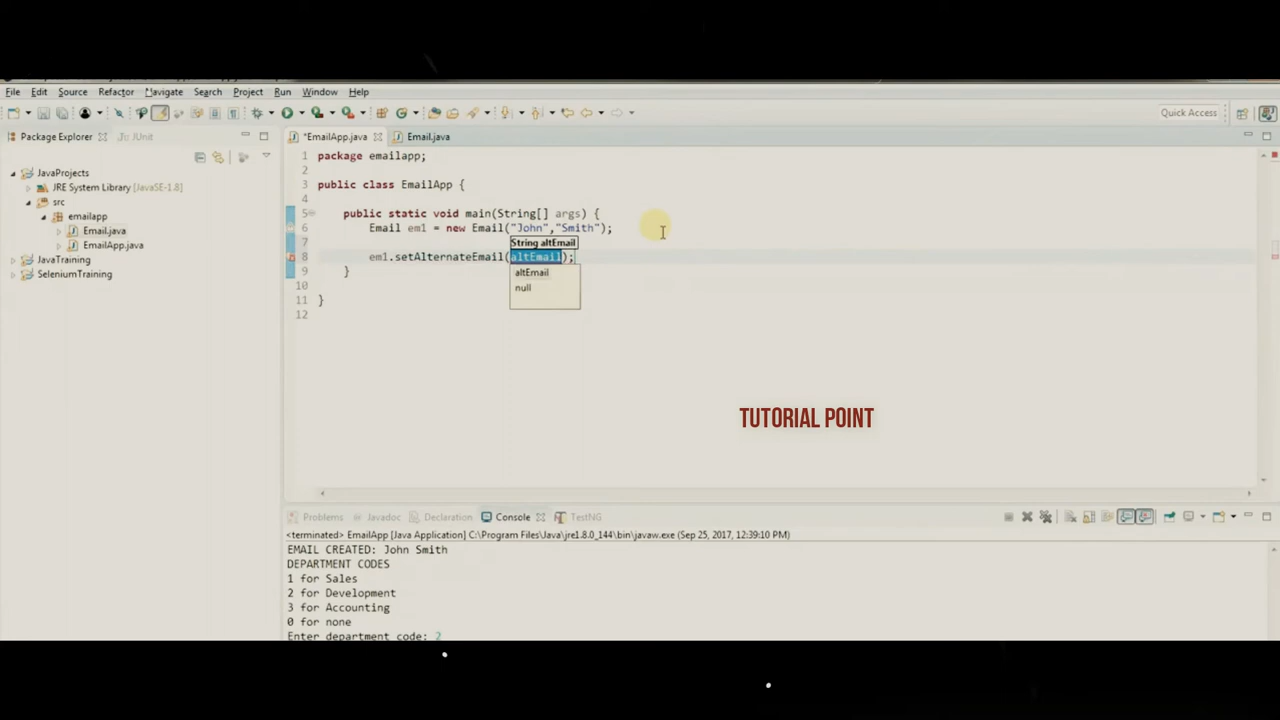 File Edit Source Refactor Navigate Search Project Run Window Help
Quick Access
Package Explorer JUnit
*EmailApp.java Email.java
JavaProjects
JRE System Library [JavaSE-1.8]
src
emailapp
Email.java
EmailApp.java
JavaTraining
SeleniumTraining
1 package emailapp;
2
3 public class EmailApp {
4
5 public static void main(String[] args) {
6 Email em1 = new Email("John","Smith");
7
String altEmail
8 em1.setAlternateEmail(altEmail);
altEmail
null
9 }
10
11 }
12
TUTORIAL POINT
Problems Javadoc Declaration Console TestNG
<terminated> EmailApp [Java Application] C:\Program Files\Java\jre1.8.0_144\bin\javaw.exe (Sep 25, 2017, 12:39:10 PM)
EMAIL CREATED: John Smith
DEPARTMENT CODES
1 for Sales
2 for Development
3 for Accounting
0 for none
Enter department code: 2